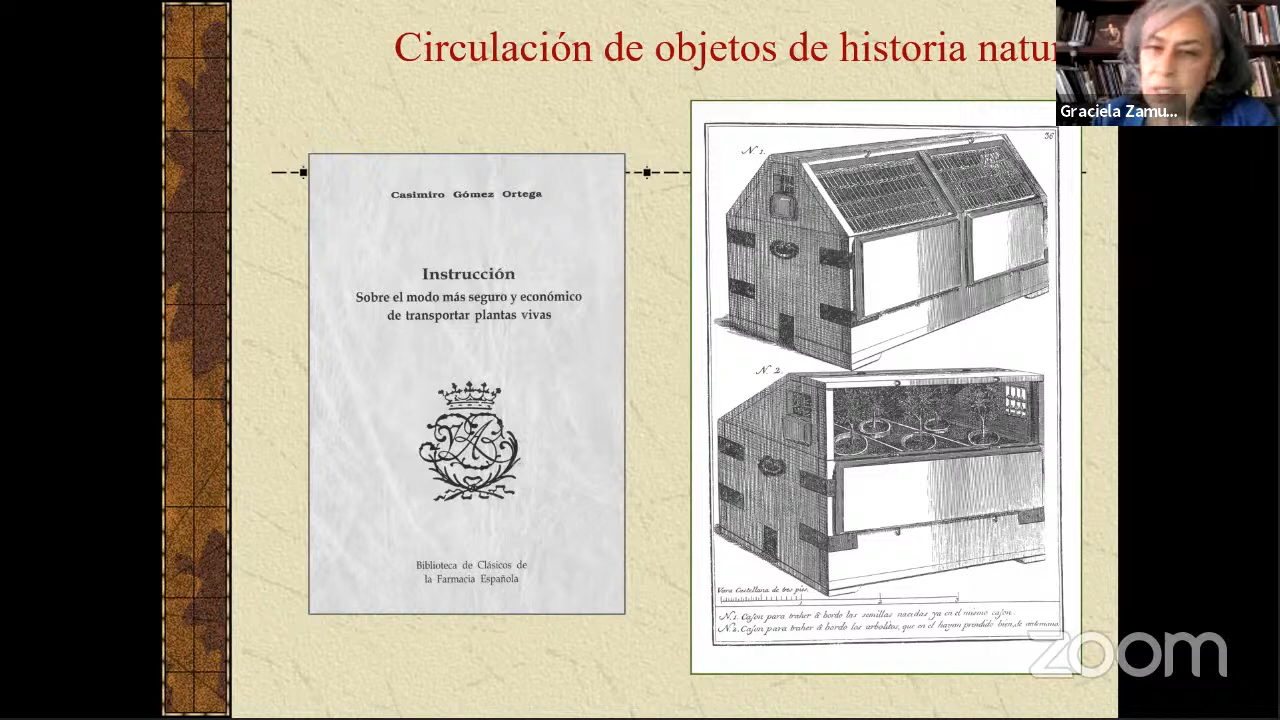 Circulación de objetos de historia natu
Graciela Zamu...
Casimiro Gómez Ortega
Instrucción
Sobre el modo más seguro y económico
de transportar plantas vivas
Biblioteca de Clásicos de
la Farmacia Española
36
N. 1.
N. 2.
Vara Castellana de tres pies.
N. 1. Cajon para traher á bordo las semillas nacidas ya en el mismo cajon.
N. 2. Cajon para traher á bordo los arbolitos, que en el hayan prendido bien, de antemano
zoom